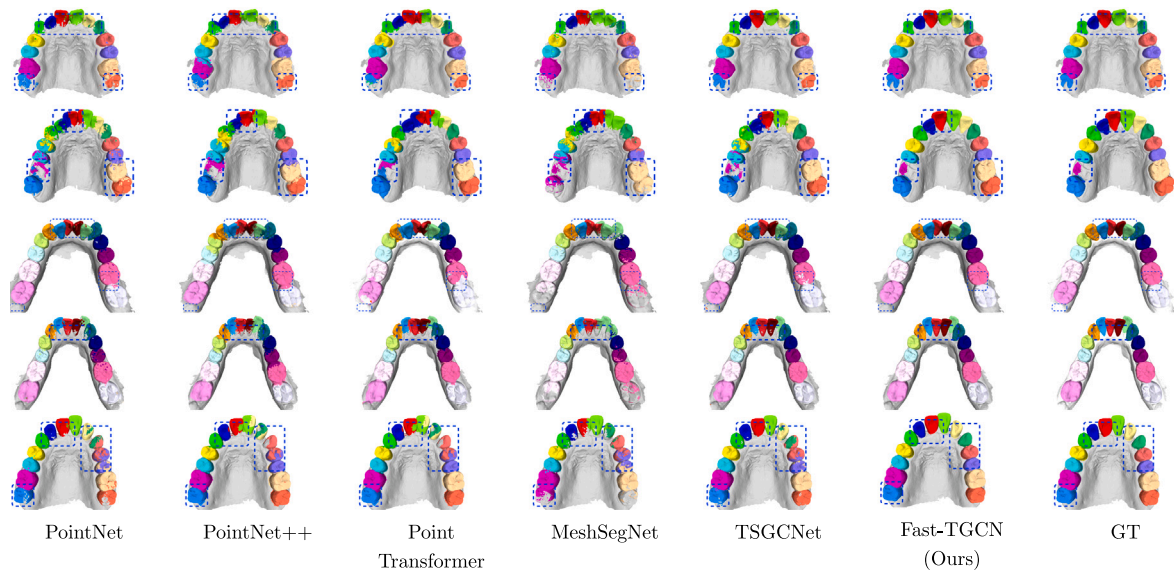 PointNet PointNet++ Point MeshSegNet TSGCNet Fast-TGCN GT
Transformer (Ours)